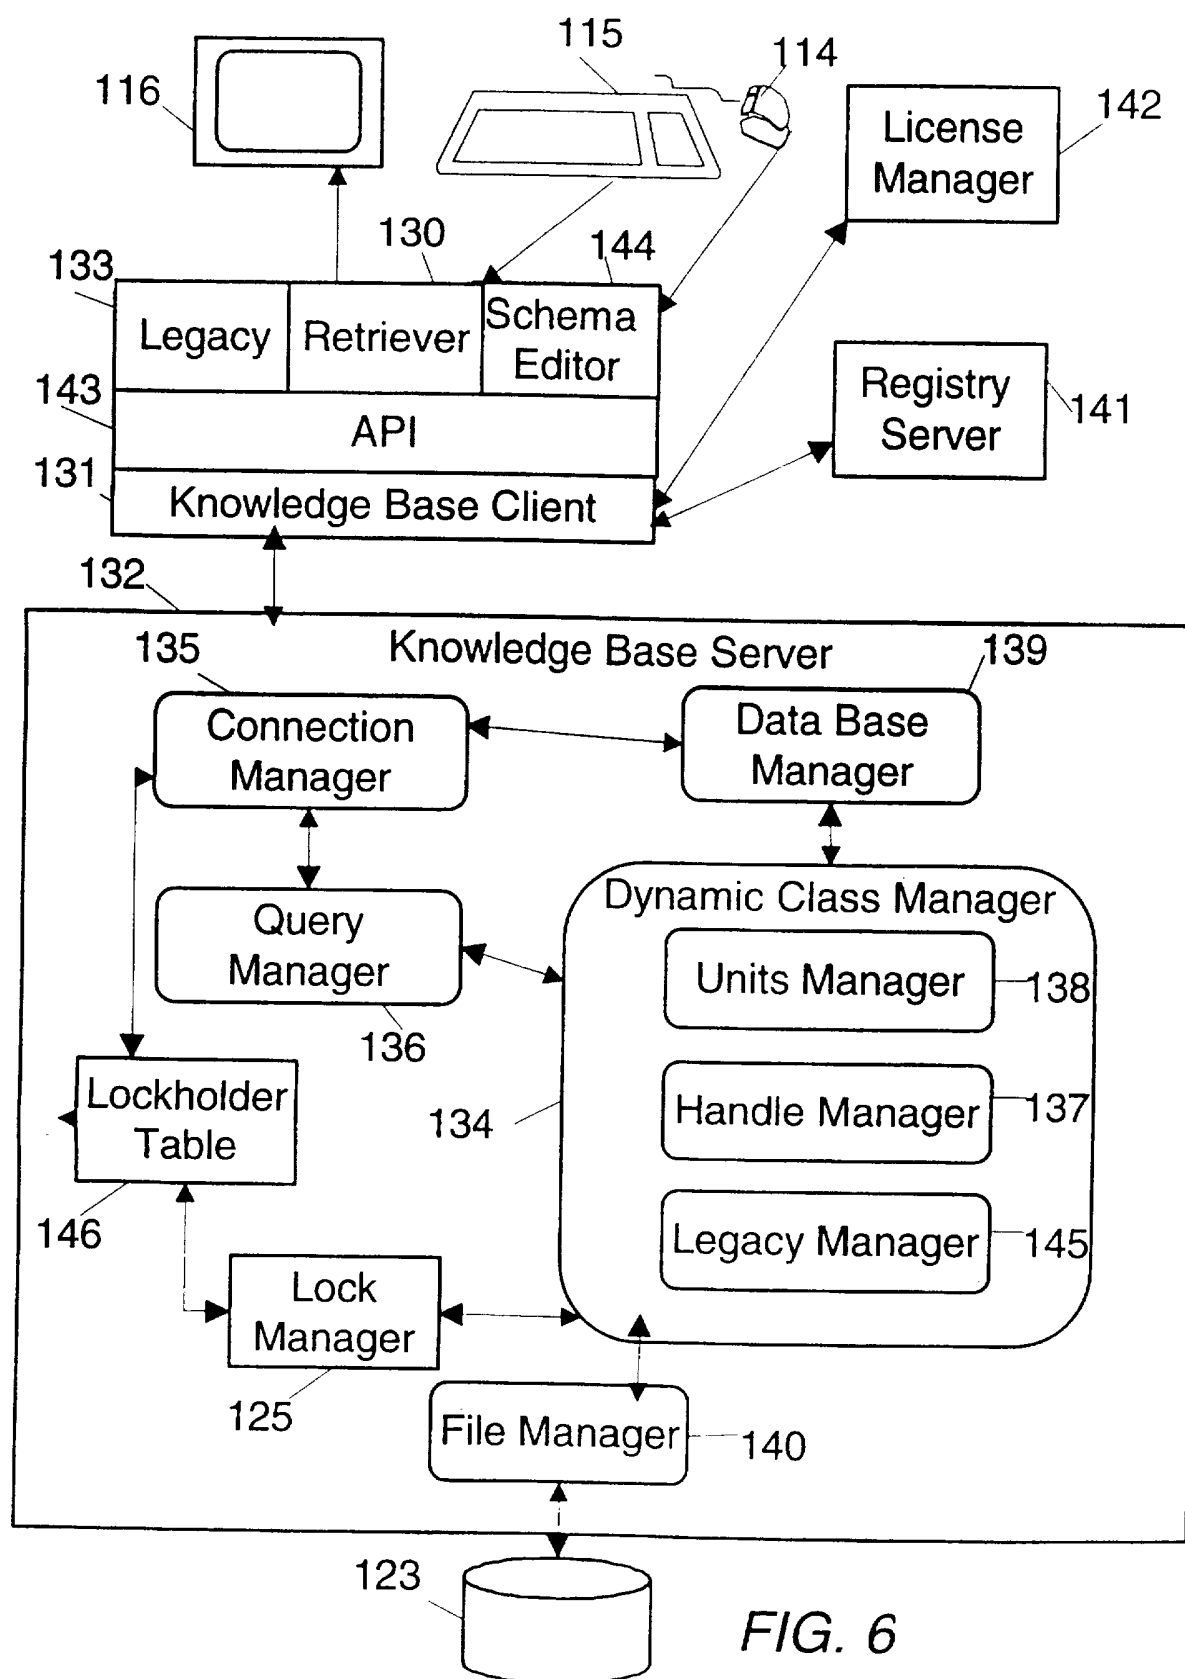 115
114
116
142
License
Manager
130
144
133
Legacy
Retriever
Schema
Editor
143
API
Registry
Server
141
131
Knowledge Base Client
132
Knowledge Base Server
135
139
Connection
Manager
Data Base
Manager
Dynamic Class Manager
Query
Manager
Units Manager
138
136
Lockholder
Table
134
Handle Manager
137
146
Legacy Manager
145
Lock
Manager
125
File Manager
140
123
FIG. 6